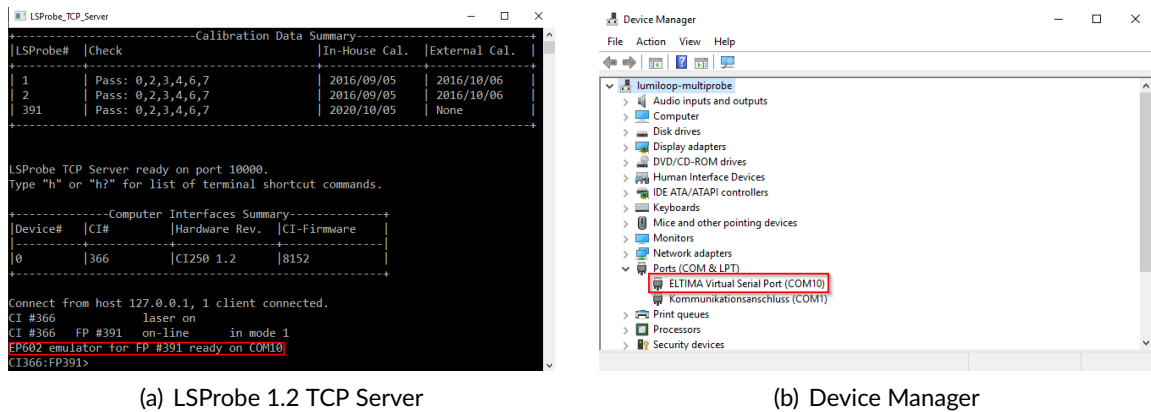 LSProbe_TCP_Server
+---------------------------Calibration Data Summary---------------------------+
|LSProbe# |Check |In-House Cal. |External Cal. |
| 1 | Pass: 0,2,3,4,6,7 | 2016/09/05 | 2016/10/06 |
| 2 | Pass: 0,2,3,4,6,7 | 2016/09/05 | 2016/10/06 |
| 391 | Pass: 0,2,3,4,6,7 | 2020/10/05 | None |
LSProbe TCP Server ready on port 10000.
Type "h" or "h?" for list of terminal shortcut commands.
+--------------Computer Interfaces Summary--------------+
|Device# |CI# |Hardware Rev. |CI-Firmware |
|0 |366 |CI250 1.2 |8152 |
Connect from host 127.0.0.1, 1 client connected.
CI #366 laser on
CI #366 FP #391 on-line in mode 1
EP602 emulator for FP #391 ready on COM10
CI366:FP391>
(a) LSProbe 1.2 TCP Server
Device Manager
File Action View Help
lumiloop-multiprobe
Audio inputs and outputs
Computer
Disk drives
Display adapters
DVD/CD-ROM drives
Human Interface Devices
IDE ATA/ATAPI controllers
Keyboards
Mice and other pointing devices
Monitors
Network adapters
Ports (COM & LPT)
ELTIMA Virtual Serial Port (COM10)
Kommunikationsanschluss (COM1)
Print queues
Processors
Security devices
(b) Device Manager